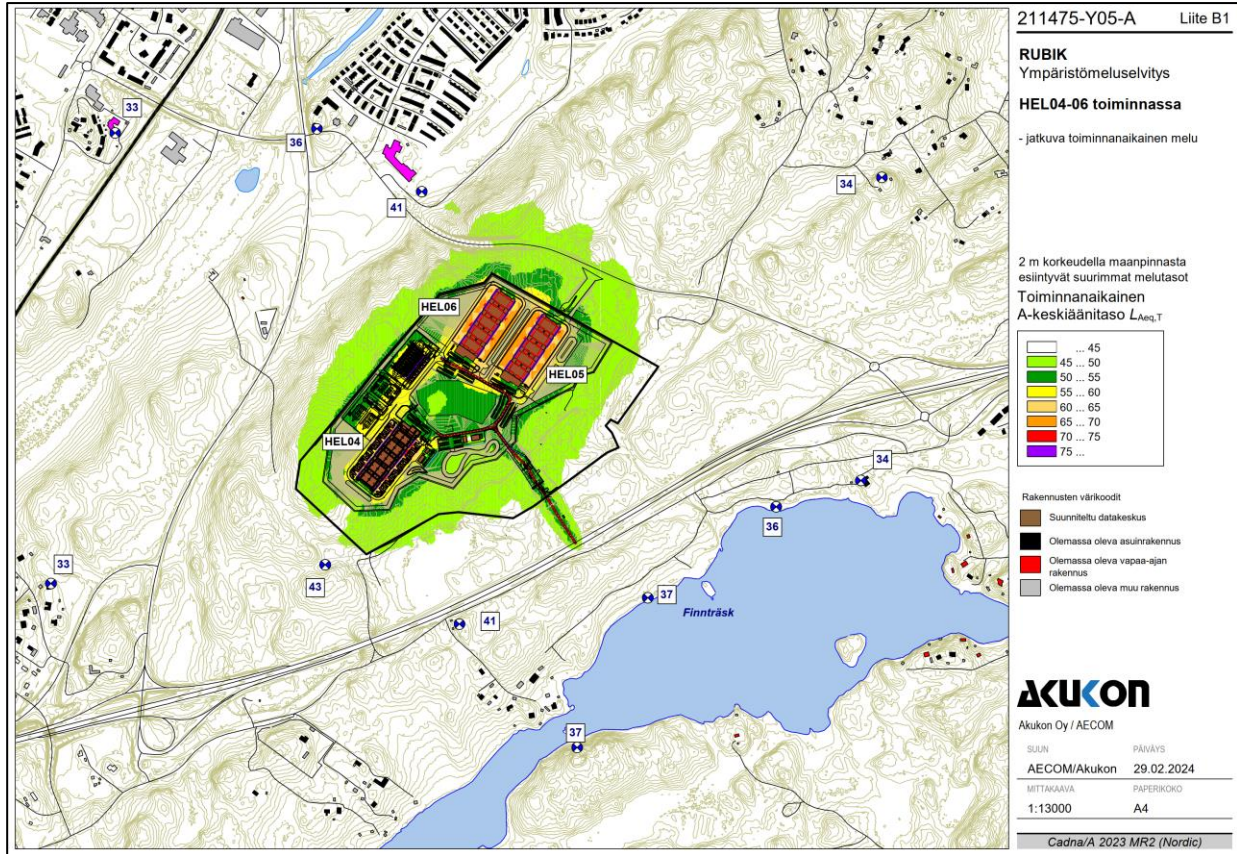 33
36
41
34
HEL06
HEL05
HEL04
34
36
33
43
37
Finnträsk
41
37
211475-Y05-A Liite B1
RUBIK
Ympäristömeluselvitys
HEL04-06 toiminnassa
- jatkuva toiminnanaikainen melu
2 m korkeudella maanpinnasta
esiintyvät suurimmat melutasot
Toiminnanaikainen
A-keskiäänitaso LAeq,T
... 45
45 ... 50
50 ... 55
55 ... 60
60 ... 65
65 ... 70
70 ... 75
75 ...
Rakennusten värikoodit
Suunniteltu datakeskus
Olemassa oleva asuinrakennus
Olemassa oleva vapaa-ajan
rakennus
Olemassa oleva muu rakennus
AKUKON
Akukon Oy / AECOM
SUUN PÄIVÄYS
AECOM/Akukon 29.02.2024
MITTAKAAVA PAPERIKOKO
1:13000 A4
Cadna/A 2023 MR2 (Nordic)